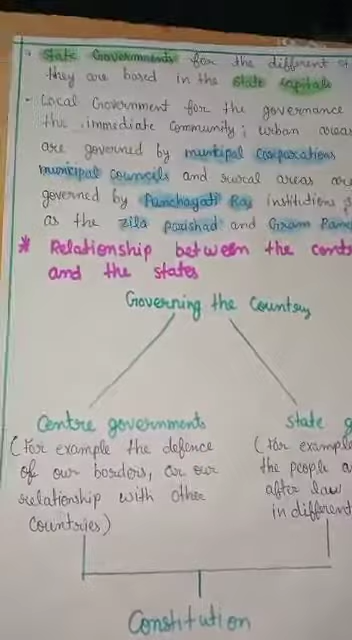 • State Governments for the different st
they are based in the state capitals
- Local Government for the governance
the immediate community; urban areas
are governed by muncipal corporations
municipal councils and rural areas are
governed by Panchayati Raj institutions
as the zila parishad and Gram Panc
* Relationship between the cent
and the states
Governing the Country
Centre governments
state g
(For example the defence
of our borders, or our
relationship with other
countries)
(For example
the people a
after law
in different
Constitution